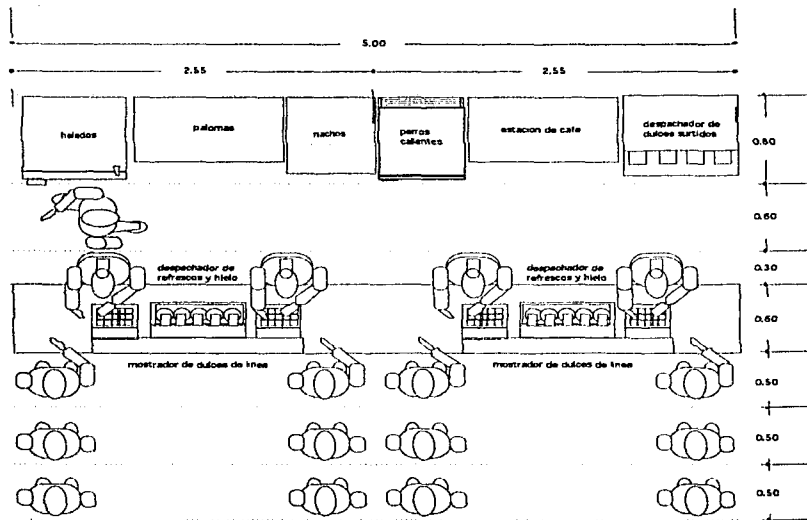 5.00
2.55
2.55
helados
palomas
nachos
perros
calientes
estacion de cafe
despachador de
dulces surtidos
0.80
0.60
despachador de
refrescos y hielo
despachador de
refrescos y hielo
0.30
0.60
mostrador de dulces de linea
mostrador de dulces de linea
0.50
0.50
0.50